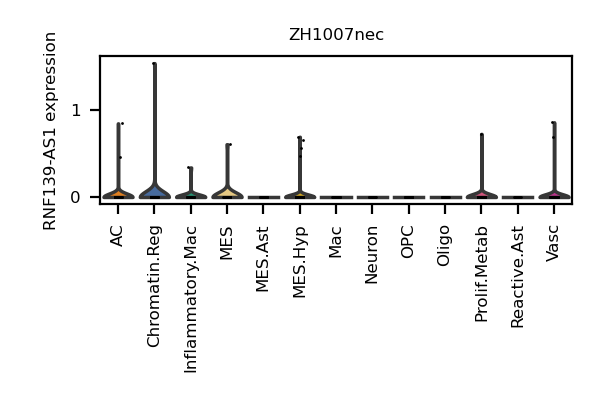 ZH1007nec
RNF139-AS1 expression
1
0
AC
Chromatin.Reg
Inflammatory.Mac
MES
MES.Ast
MES.Hyp
Mac
Neuron
OPC
Oligo
Prolif.Metab
Reactive.Ast
Vasc